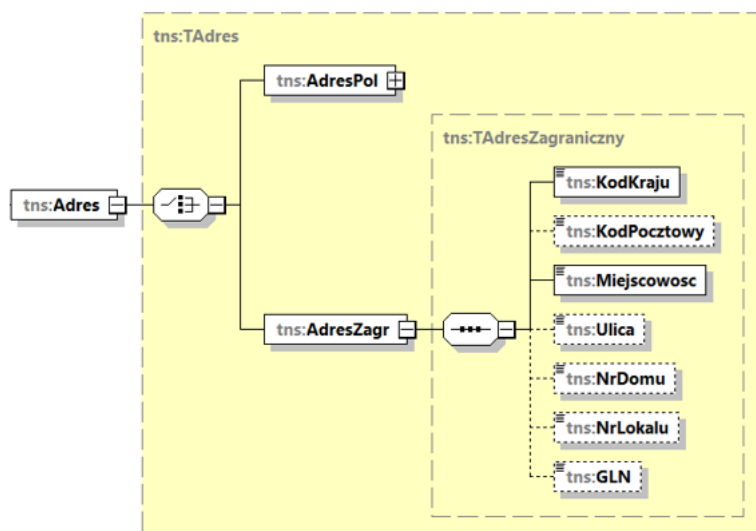 tns:TAdres
tns:AdresPol
tns:TAdresZagraniczny
tns:KodKraju
tns:Adres
tns:KodPocztowy
tns:Miejscowosc
tns:AdresZagr
tns:Ulica
tns:NrDomu
tns:NrLokalu
tns:GLN